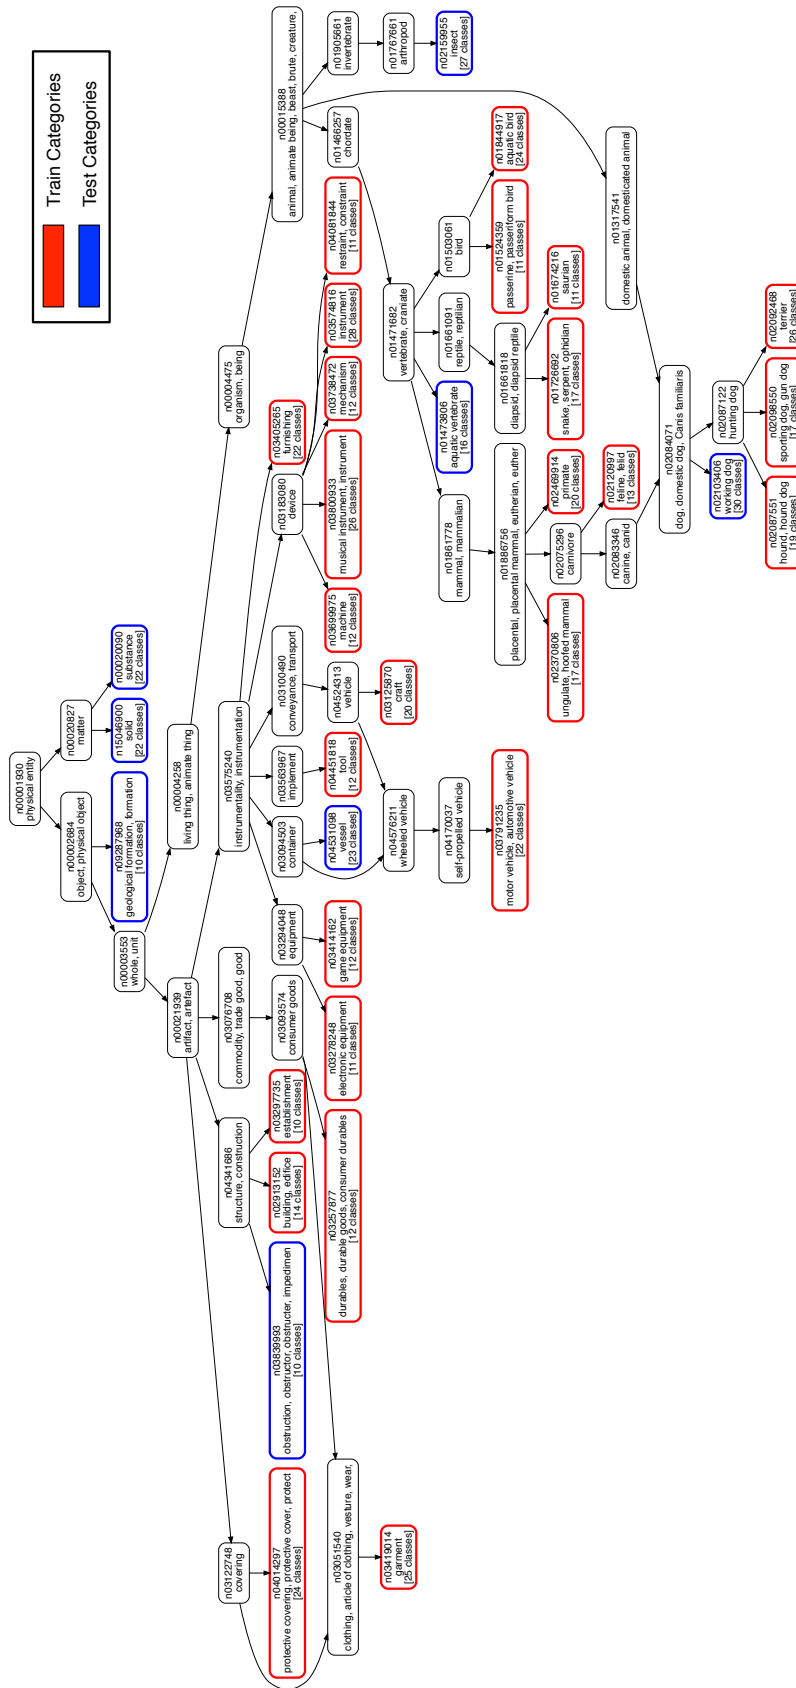 Train Categories
Test Categories
n00001930
physical entity
n00002684
object, physical object
n00020827
matter
n00003553
whole, unit
n09287968
geological formation, formation
[10 classes]
n15046900
solid
[22 classes]
n00020090
substance
[22 classes]
n00021939
artifact, artefact
n00004258
living thing, animate thing
n03122748
covering
n04341686
structure, construction
n03076708
commodity, trade good, good
n03575240
instrumentality, instrumentation
n00004475
organism, being
n04014297
protective covering, protective cover, protect
[24 classes]
n03839993
obstruction, obstructor, obstructer, impedimen
[10 classes]
n02913152
building, edifice
[14 classes]
n03297735
establishment
[10 classes]
n03093574
consumer goods
n03294048
equipment
n03094503
container
n03563967
implement
n03100490
conveyance, transport
n03183080
device
n03405265
furnishing
[22 classes]
n00015388
animal, animate being, beast, brute, creature,
n03051540
clothing, article of clothing, vesture, wear,
n03257877
durables, durable goods, consumer durables
[12 classes]
n03278248
electronic equipment
[11 classes]
n03414162
game equipment
[12 classes]
n04531098
vessel
[23 classes]
n04451818
tool
[12 classes]
n04524313
vehicle
n03699975
machine
[12 classes]
n03800933
musical instrument, instrument
[26 classes]
n03738472
mechanism
[12 classes]
n03574816
instrument
[28 classes]
n04081844
restraint, constraint
[11 classes]
n01466257
chordate
n01905661
invertebrate
n03419014
garment
[25 classes]
n04576211
wheeled vehicle
n03125870
craft
[20 classes]
n01471682
vertebrate, craniate
n01767661
arthropod
n04170037
self-propelled vehicle
n01861778
mammal, mammalian
n01473806
aquatic vertebrate
[16 classes]
n01661091
reptile, reptilian
n01503061
bird
n02159955
insect
[27 classes]
n03791235
motor vehicle, automotive vehicle
[22 classes]
n01886756
placental, placental mammal, eutherian, euther
n01661818
diapsid, diapsid reptile
n01524359
passerine, passeriform bird
[11 classes]
n01844917
aquatic bird
[24 classes]
n02370806
ungulate, hoofed mammal
[17 classes]
n02075296
carnivore
n02469914
primate
[20 classes]
n01726692
snake, serpent, ophidian
[17 classes]
n01674216
saurian
[11 classes]
n02083346
canine, canid
n02120997
feline, felid
[13 classes]
n01317541
domestic animal, domesticated animal
n02084071
dog, domestic dog, Canis familiaris
n02103406
working dog
[30 classes]
n02087122
hunting dog
n02087551
hound, hound dog
[19 classes]
n02098550
sporting dog, gun dog
[17 classes]
n02092468
terrier
[26 classes]